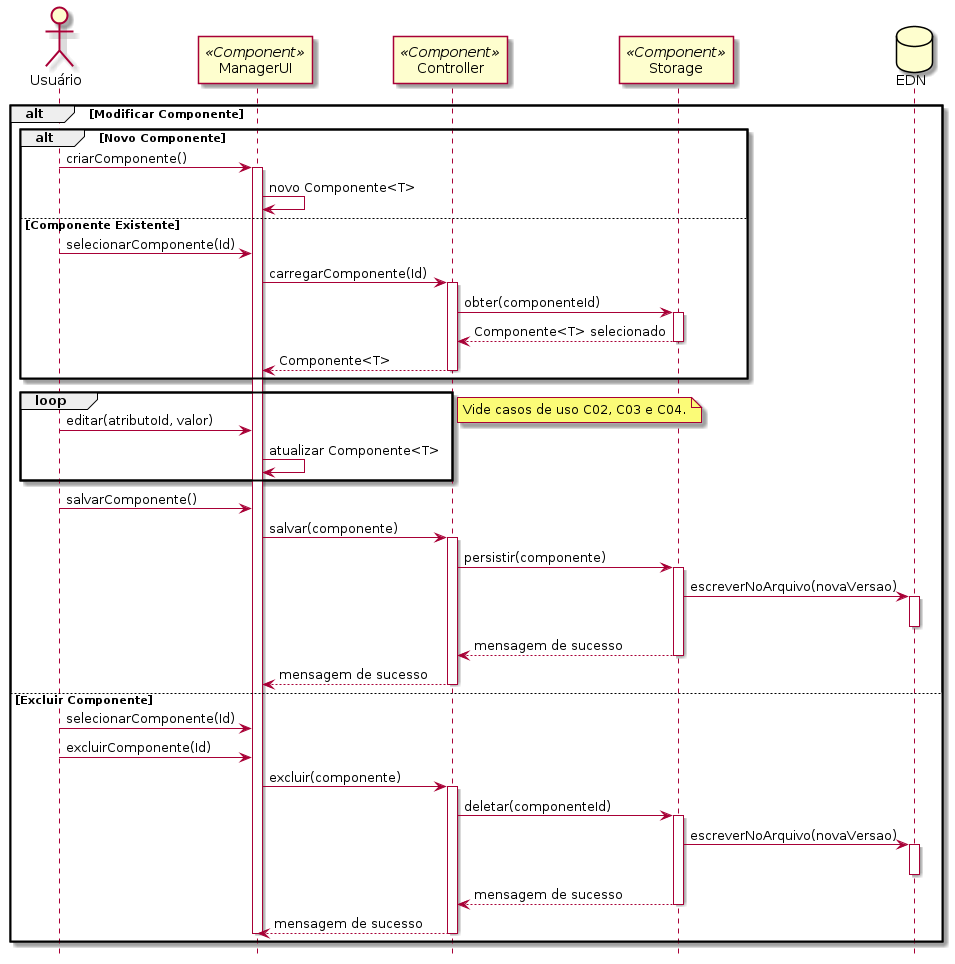 Usuário
«Component»
ManagerUI
«Component»
Controller
«Component»
Storage
EDN
alt [Modificar Componente]
alt [Novo Componente]
criarComponente()
novo Componente<T>
[Componente Existente]
selecionarComponente(Id)
carregarComponente(Id)
obter(componenteId)
Componente<T> selecionado
Componente<T>
loop
Vide casos de uso C02, C03 e C04.
editar(atributoId, valor)
atualizar Componente<T>
salvarComponente()
salvar(componente)
persistir(componente)
escreverNoArquivo(novaVersao)
mensagem de sucesso
mensagem de sucesso
[Excluir Componente]
selecionarComponente(Id)
excluirComponente(Id)
excluir(componente)
deletar(componenteId)
escreverNoArquivo(novaVersao)
mensagem de sucesso
mensagem de sucesso